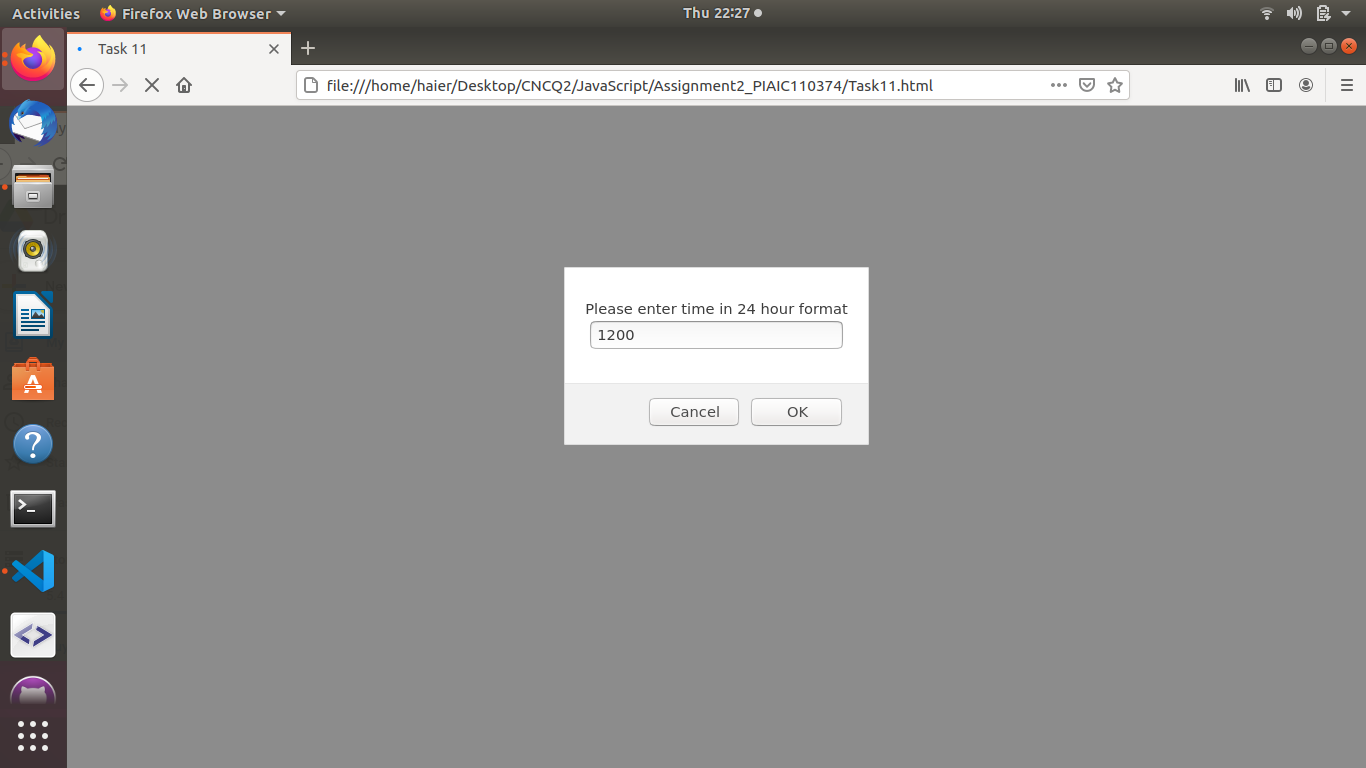 Activities Firefox Web Browser Thu 22:27
Task 11
file:///home/haier/Desktop/CNCQ2/JavaScript/Assignment2_PIAIC110374/Task11.html
Please enter time in 24 hour format
1200
Cancel OK